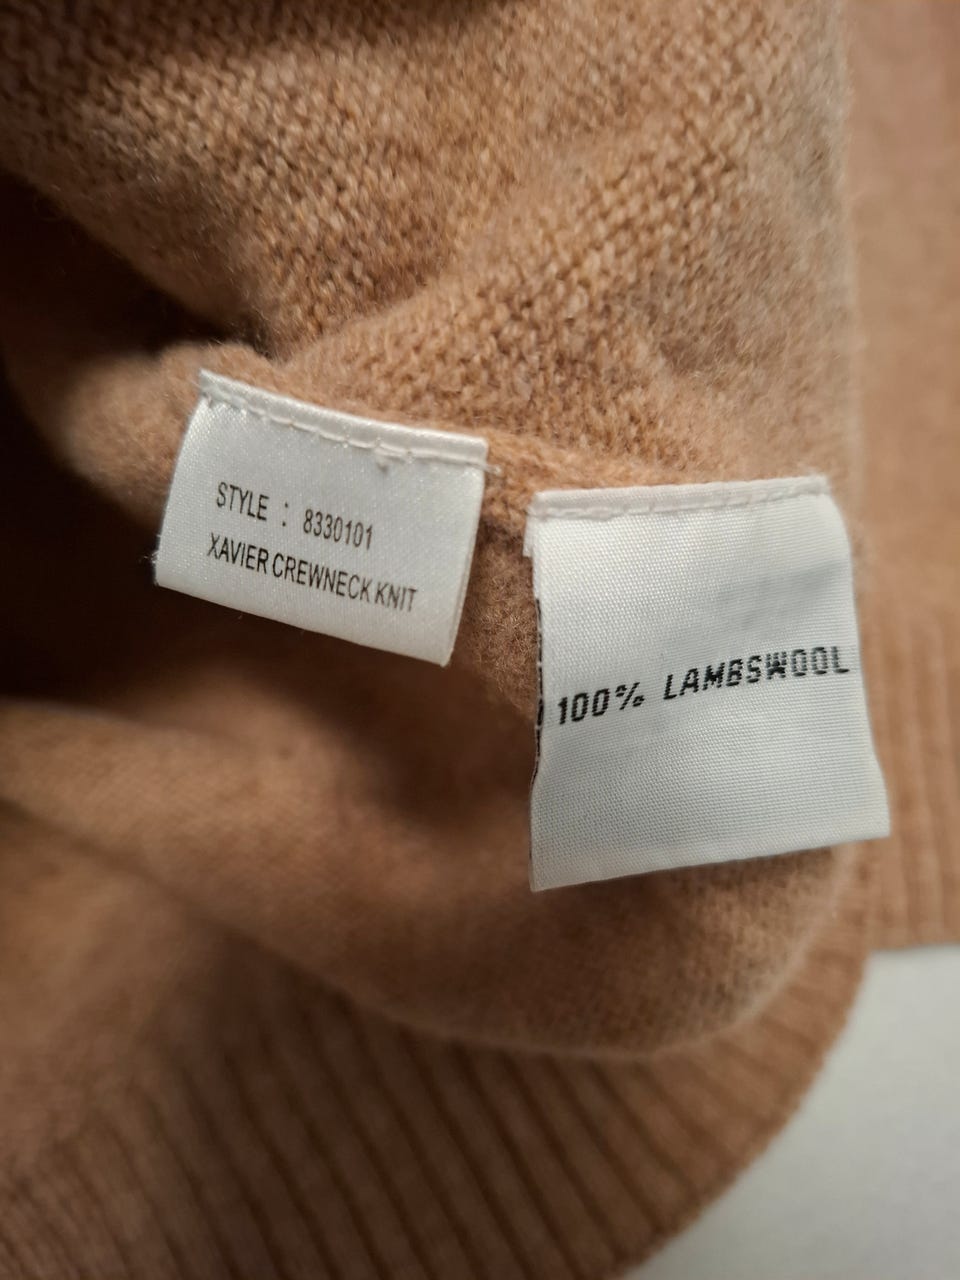 STYLE : 8330101
XAVIER CREWNECK KNIT
100% LAMBSWOOL